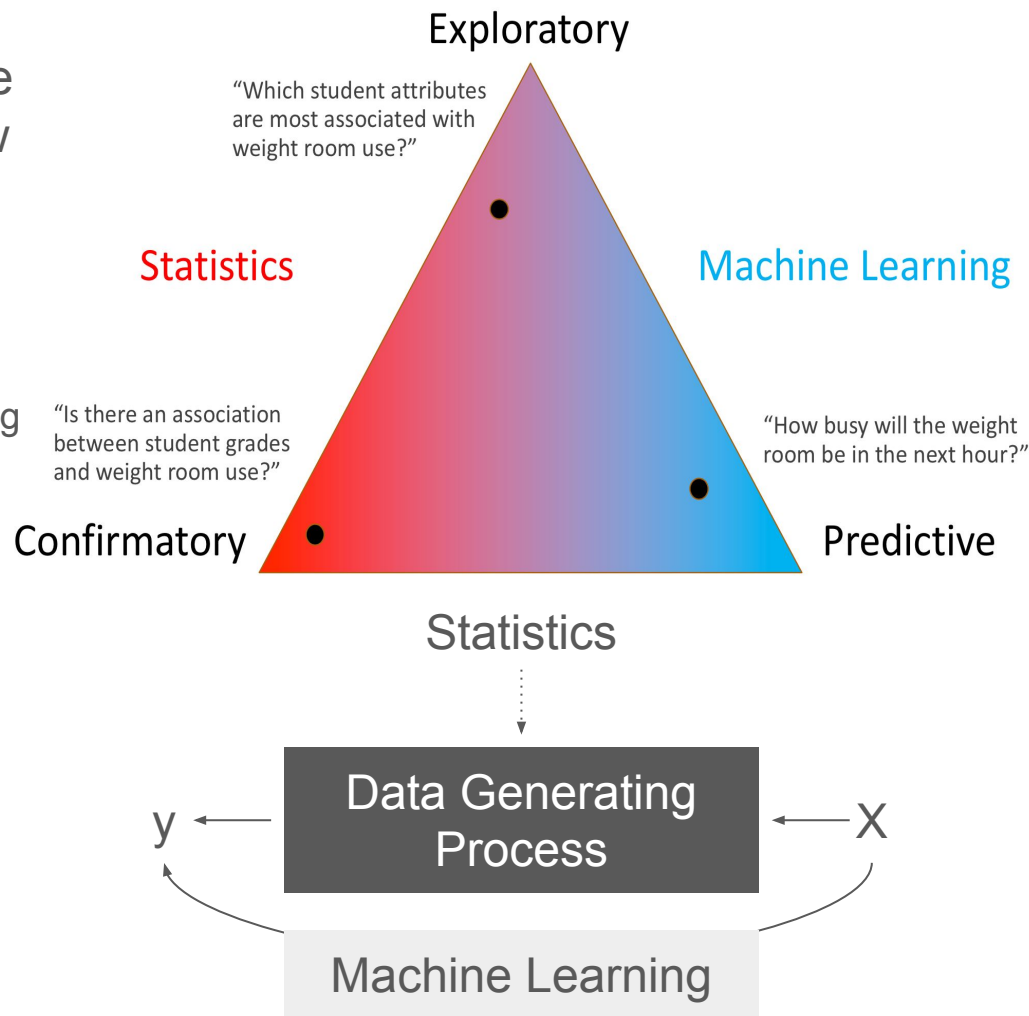 Exploratory
“Which student attributes
are most associated with
weight room use?”
Statistics
Machine Learning
“Is there an association
between student grades
and weight room use?”
“How busy will the weight
room be in the next hour?”
Confirmatory
Predictive
Statistics
Data Generating
Process
y
X
Machine Learning